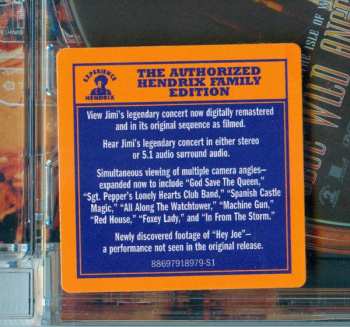 EXPERIENCE
HENDRIX
THE AUTHORIZED
HENDRIX FAMILY
EDITION
View Jimi's legendary concert now digitally remastered
and in its original sequence as filmed.
Hear Jimi's legendary concert in either stereo
or 5.1 audio surround audio.
Simultaneous viewing of multiple camera angles–
expanded now to include "God Save The Queen,"
"Sgt. Pepper's Lonely Hearts Club Band," "Spanish Castle
Magic," "All Along The Watchtower," "Machine Gun,"
"Red House," "Foxey Lady," and "In From The Storm."
Newly discovered footage of "Hey Joe"–
a performance not seen in the original release.
88697918979-S1
THE ISLE OF
WILD